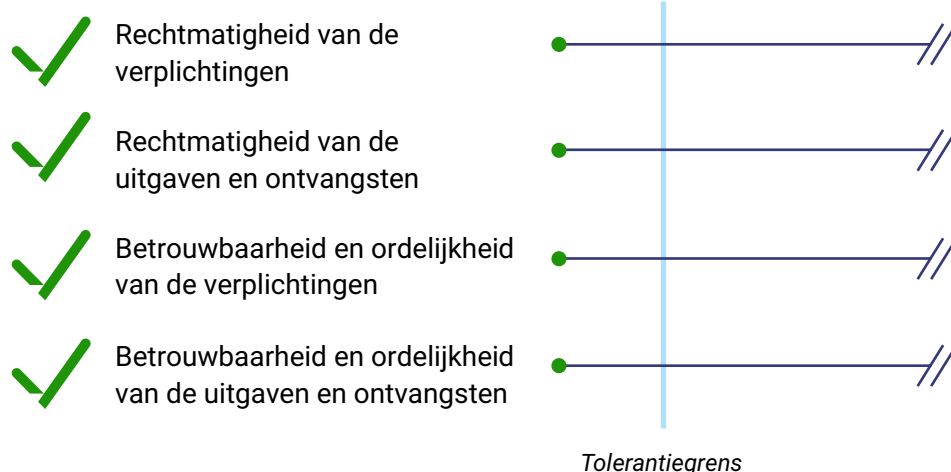 Rechtmatigheid van de
verplichtingen
Rechtmatigheid van de
uitgaven en ontvangsten
Betrouwbaarheid en ordelijkheid
van de verplichtingen
Betrouwbaarheid en ordelijkheid
van de uitgaven en ontvangsten
Tolerantiegrens